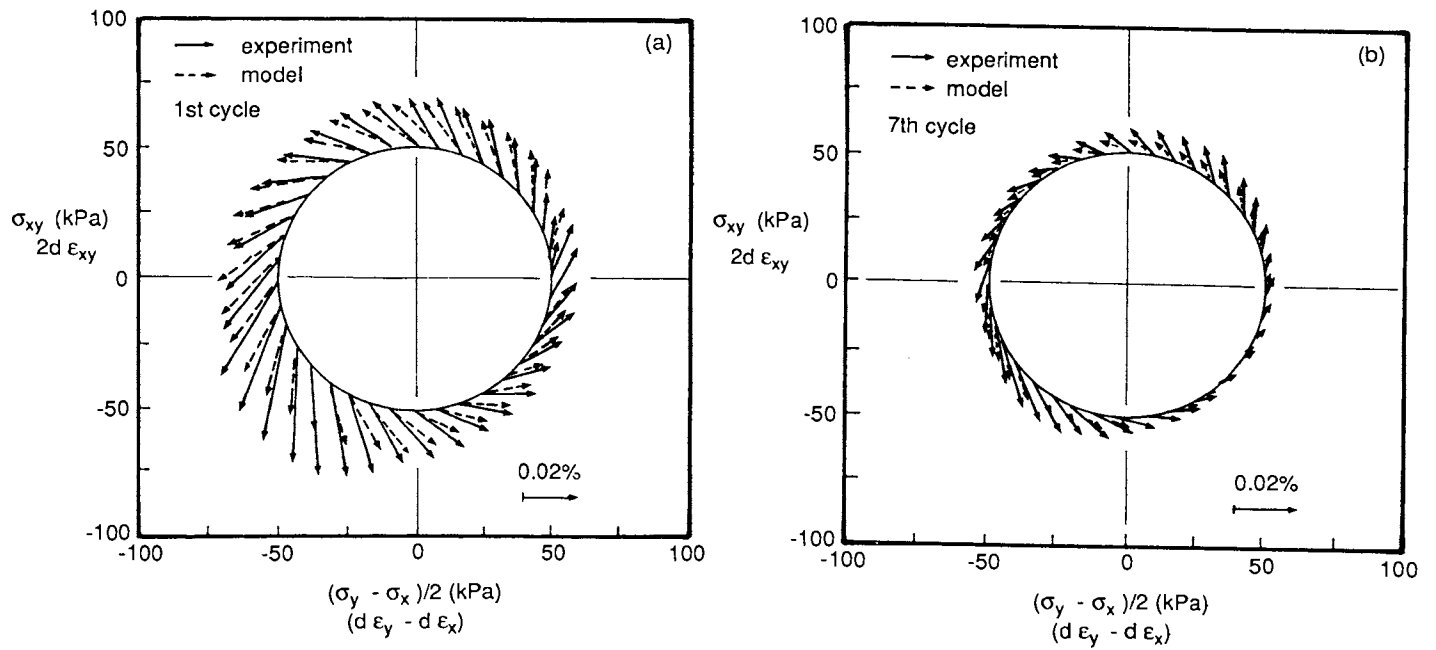 100
(a)
experiment
model
1st cycle
50
σxy (kPa)
2d εxy
0
-50
0.02%
-100
-100 -50 0 50 100
(σy - σx)/2 (kPa)
(d εy - d εx)
100
(b)
experiment
model
7th cycle
50
σxy (kPa)
2d εxy
0
-50
0.02%
-100
-100 -50 0 50 100
(σy - σx)/2 (kPa)
(d εy - d εx)